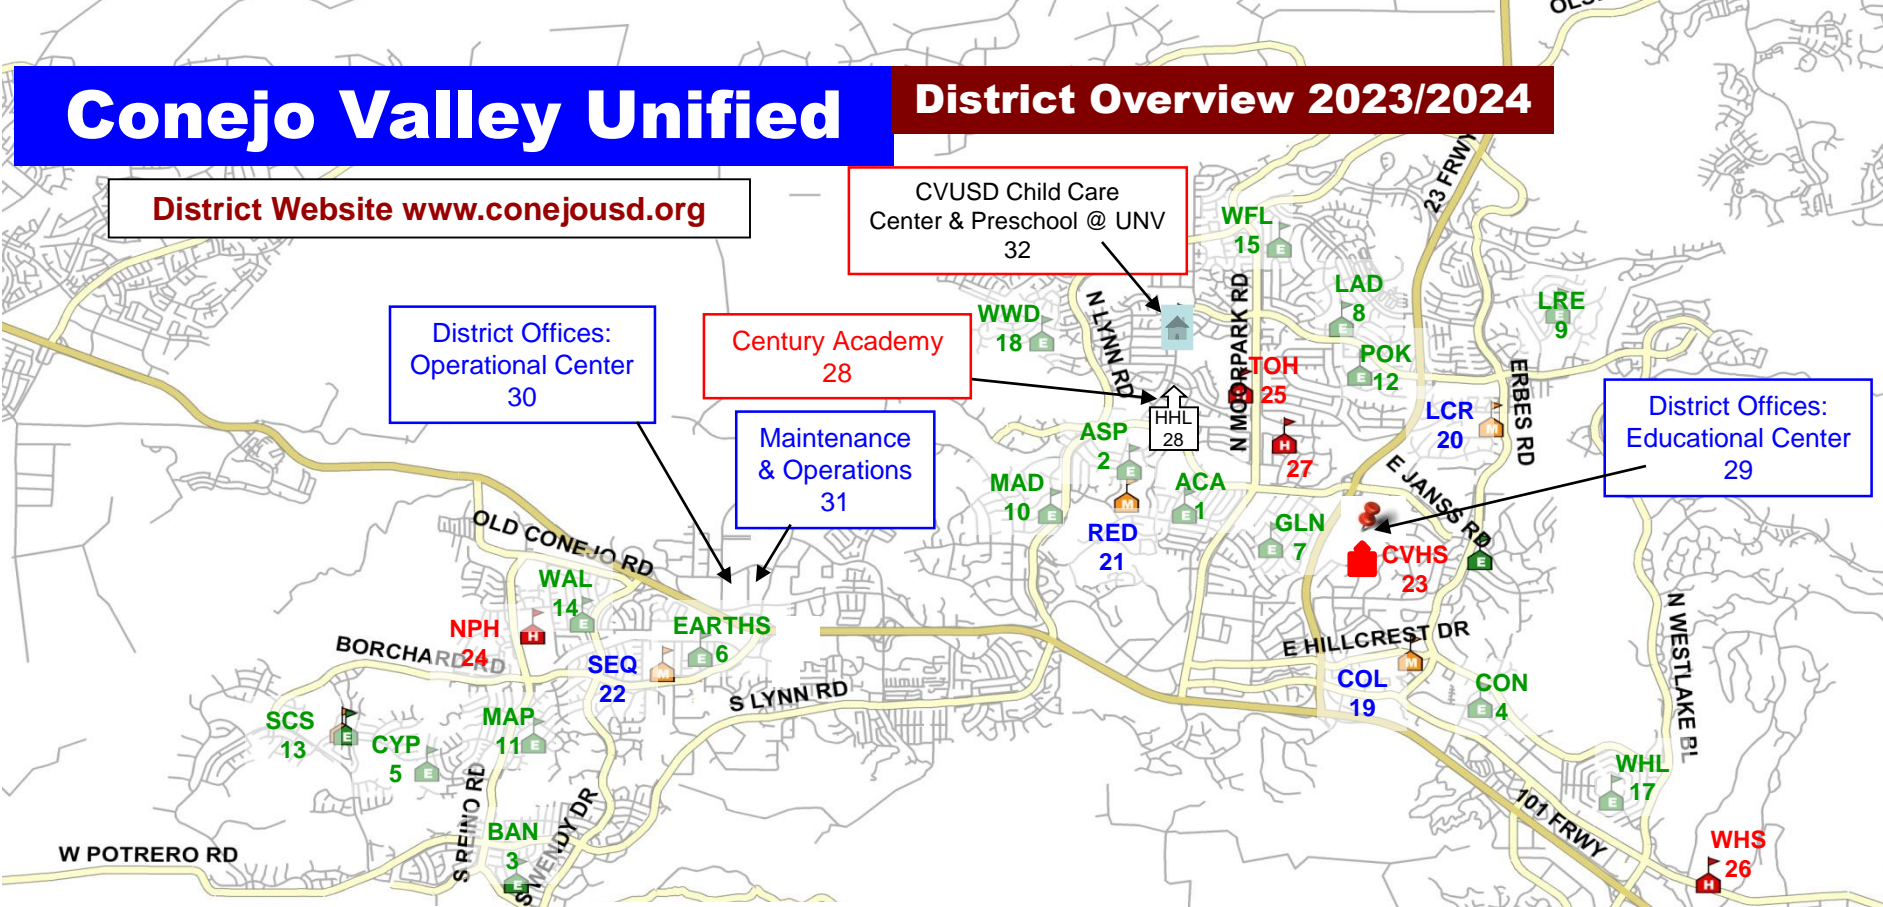 Conejo Valley Unified
District Overview 2023/2024
District Website www.conejousd.org
CVUSD Child Care
Center & Preschool @ UNV
32
23 FRWY
WFL
15
LAD
8
LRE
9
WWD
18
N LYNN RD
N MOORPARK RD
District Offices:
Operational Center
30
Century Academy
28
TOH
25
POK
12
ERBES RD
HHL
28
LCR
20
District Offices:
Educational Center
29
Maintenance
& Operations
31
ASP
2
H
27
M
E JANSS RD
MAD
10
ACA
1
RED
21
GLN
7
CVHS
23
OLD CONEJO RD
WAL
14
NPH
24
BORCHARD RD
EARTHS
6
SEQ
22
S LYNN RD
E HILLCREST DR
COL
19
CON
4
N WESTLAKE BL
SCS
13
CYP
5
MAP
11
S REINO RD
S WENDY DR
BAN
3
W POTRERO RD
WHL
17
101 FRWY
WHS
26